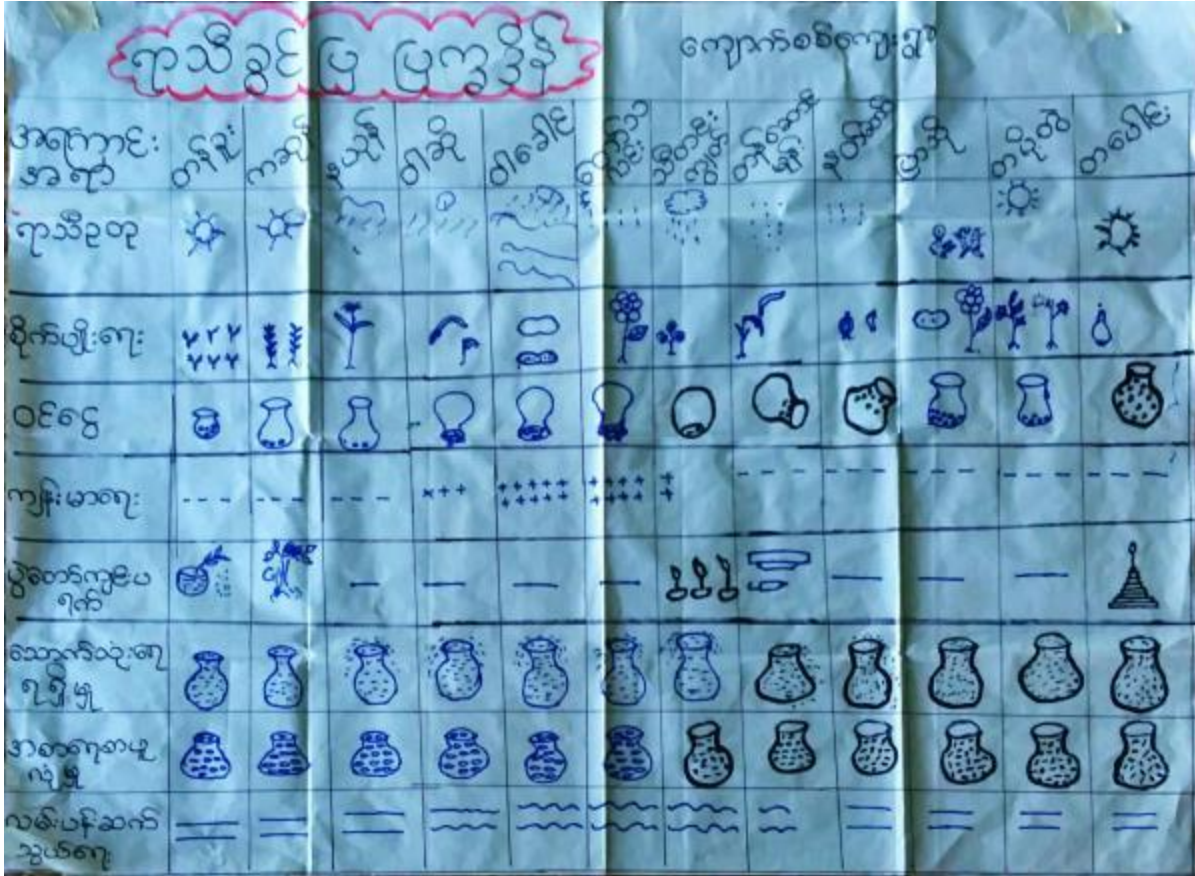 ရာသီခွင်ပြ ပြက္ခဒိန်
ကျောက်စစ်ကျေးရွာ
အကြောင်း
အရာ
တန်ခူး
ကဆုန်
နယုန်
ဝါဆို
ဝါခေါင်
တော်သ
လင်း
သီတင်း
ကျွတ်
တန်ဆောင်
မုန်း
နတ်တော်
ပြာသို
တပို့တွဲ
တပေါင်း
ရာသီဥတု
စိုက်ပျိုးရေး
ဝင်ငွေ
ကျန်းမာရေး
ပွဲတော်ကျင်းပ
ရက်
သောက်သုံးရေ
ရရှိမှု
လုံမှု
လမ်းပန်းဆက်
သွယ်ရေး